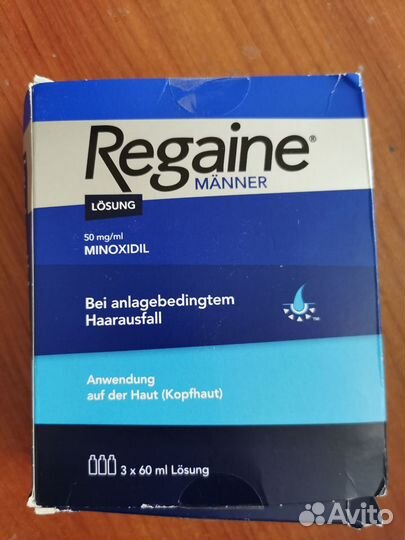 Regaine®
MÄNNER
LÖSUNG
50 mg/ml
MINOXIDIL
Bei anlagebedingtem
Haarausfall
TM
Anwendung
auf der Haut (Kopfhaut)
3 x 60 ml Lösung
Avito